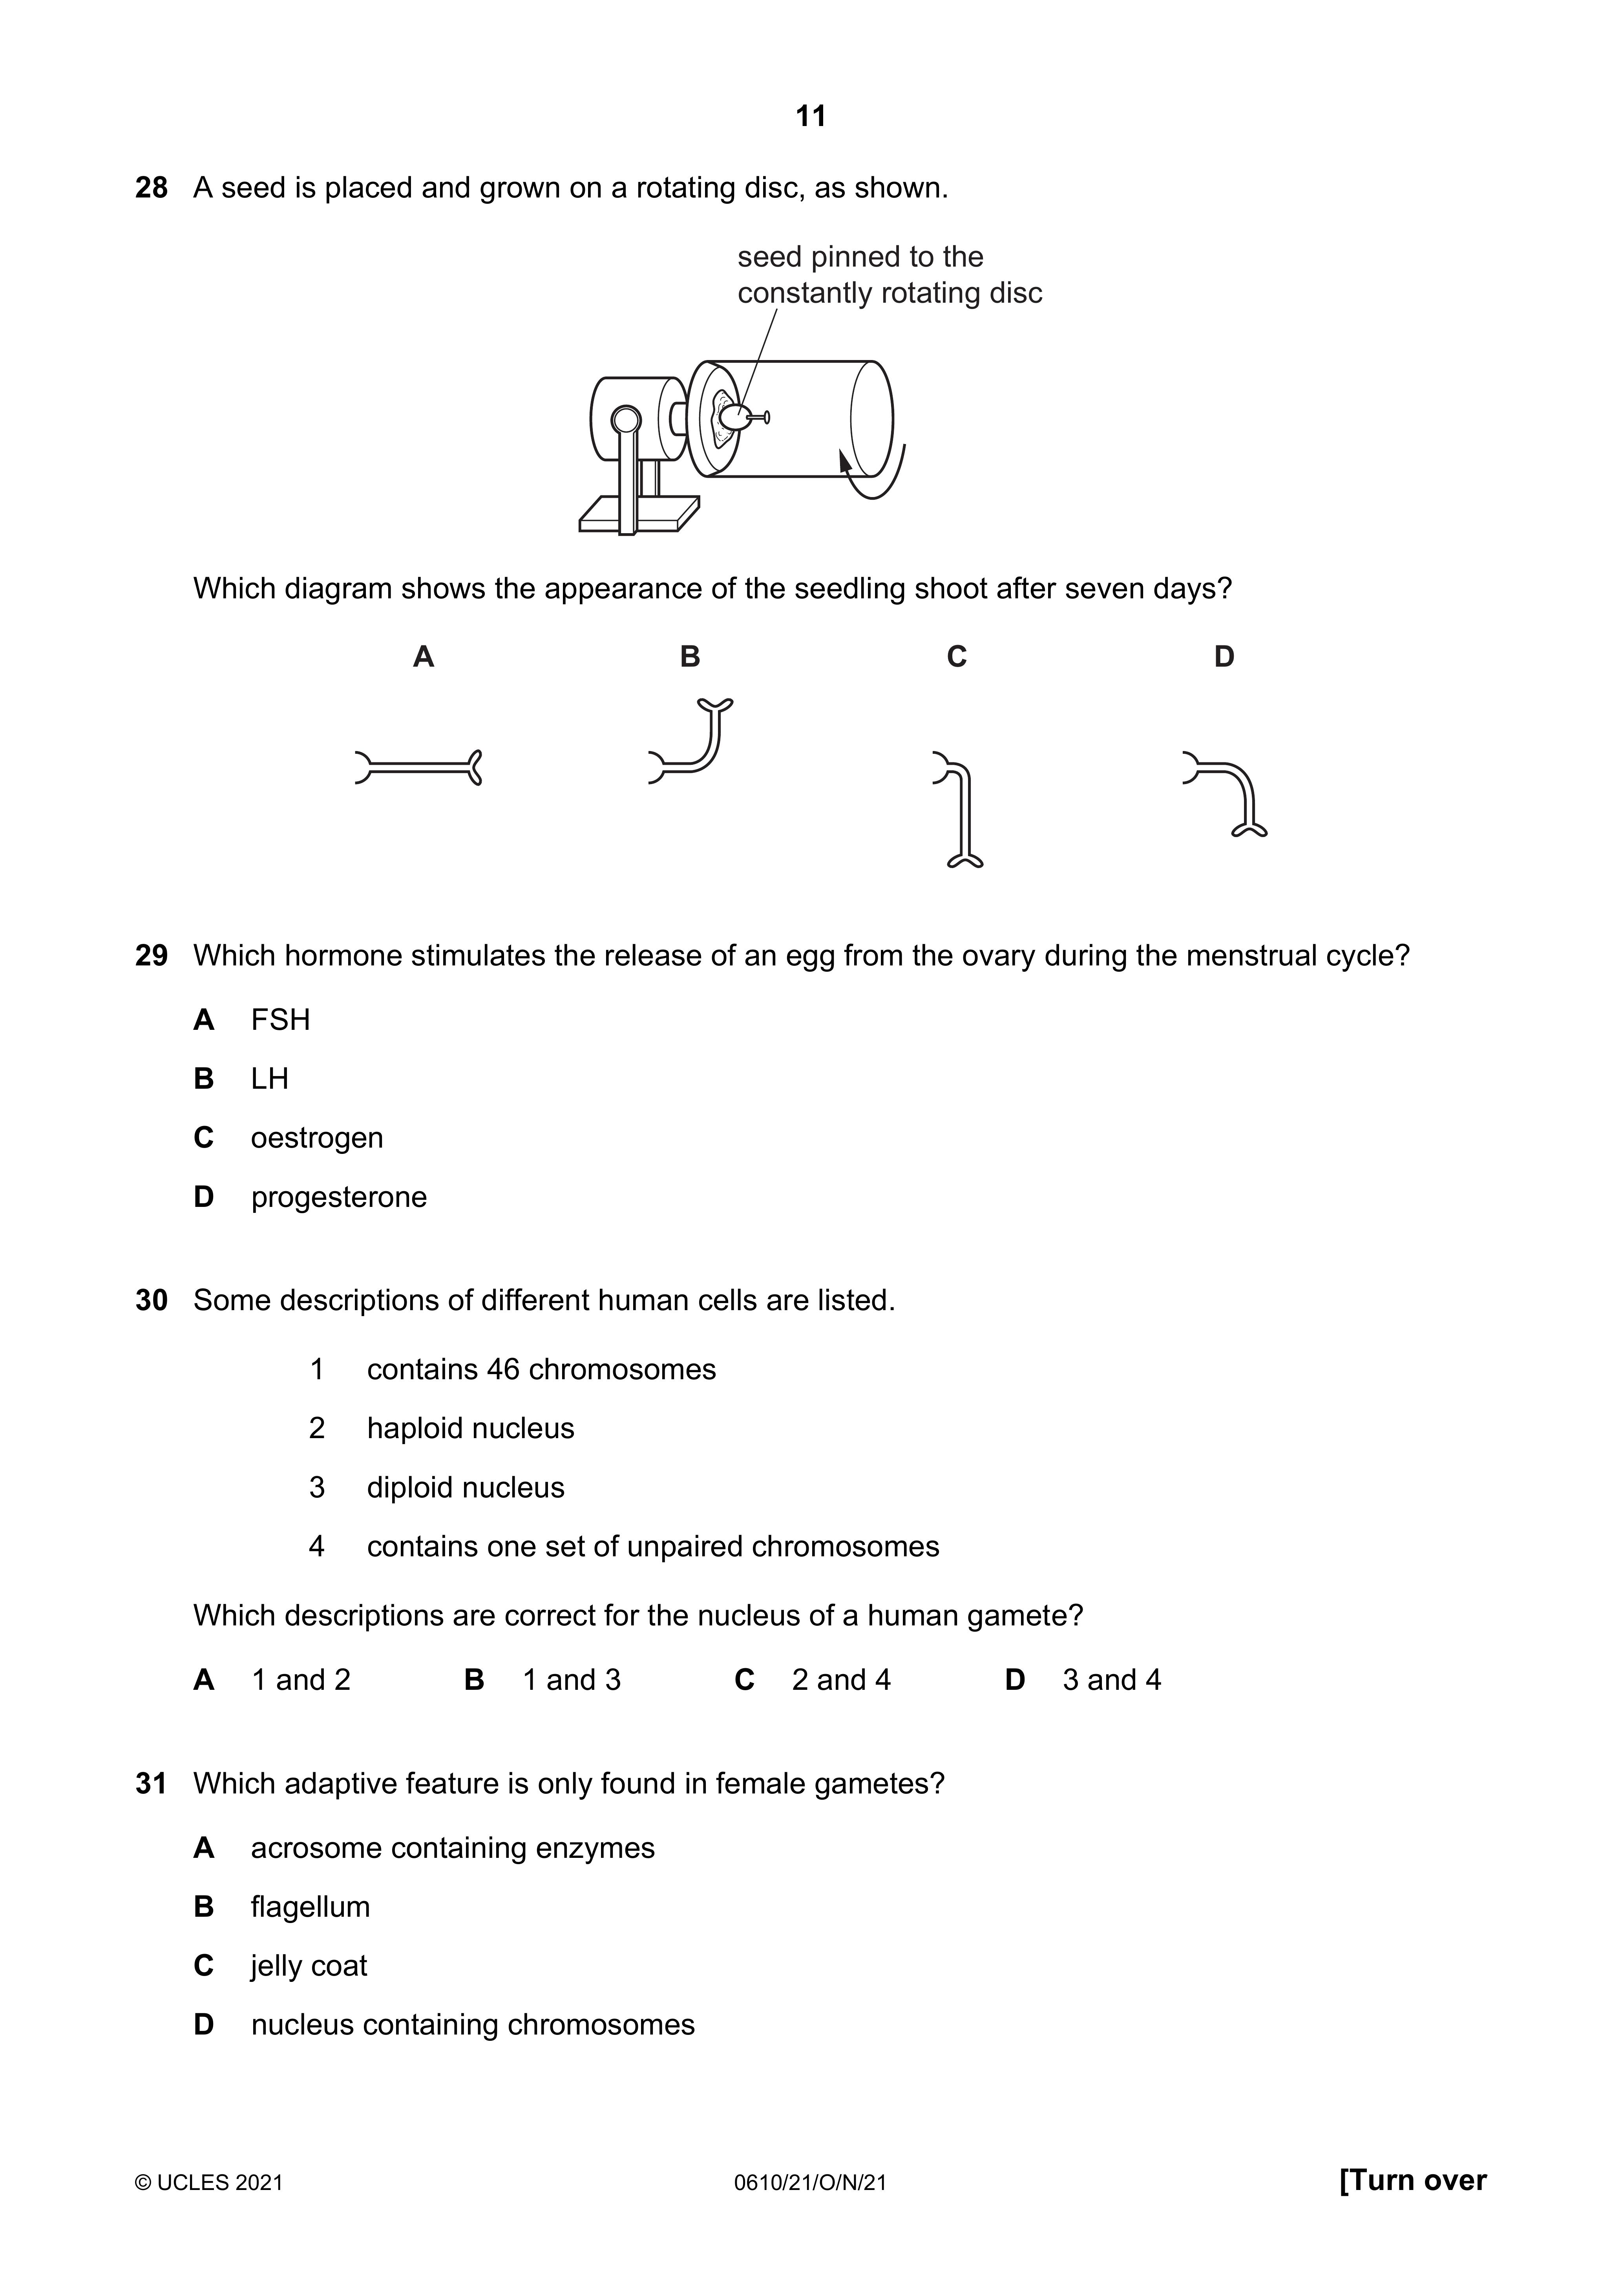 11
28 A seed is placed and grown on a rotating disc, as shown.
seed pinned to the
constantly rotating disc
Which diagram shows the appearance of the seedling shoot after seven days?
A B C D
29 Which hormone stimulates the release of an egg from the ovary during the menstrual cycle?
A FSH
B LH
C oestrogen
D progesterone
30 Some descriptions of different human cells are listed.
1 contains 46 chromosomes
2 haploid nucleus
3 diploid nucleus
4 contains one set of unpaired chromosomes
Which descriptions are correct for the nucleus of a human gamete?
A 1 and 2 B 1 and 3 C 2 and 4 D 3 and 4
31 Which adaptive feature is only found in female gametes?
A acrosome containing enzymes
B flagellum
C jelly coat
D nucleus containing chromosomes
© UCLES 2021 0610/21/O/N/21 [Turn over